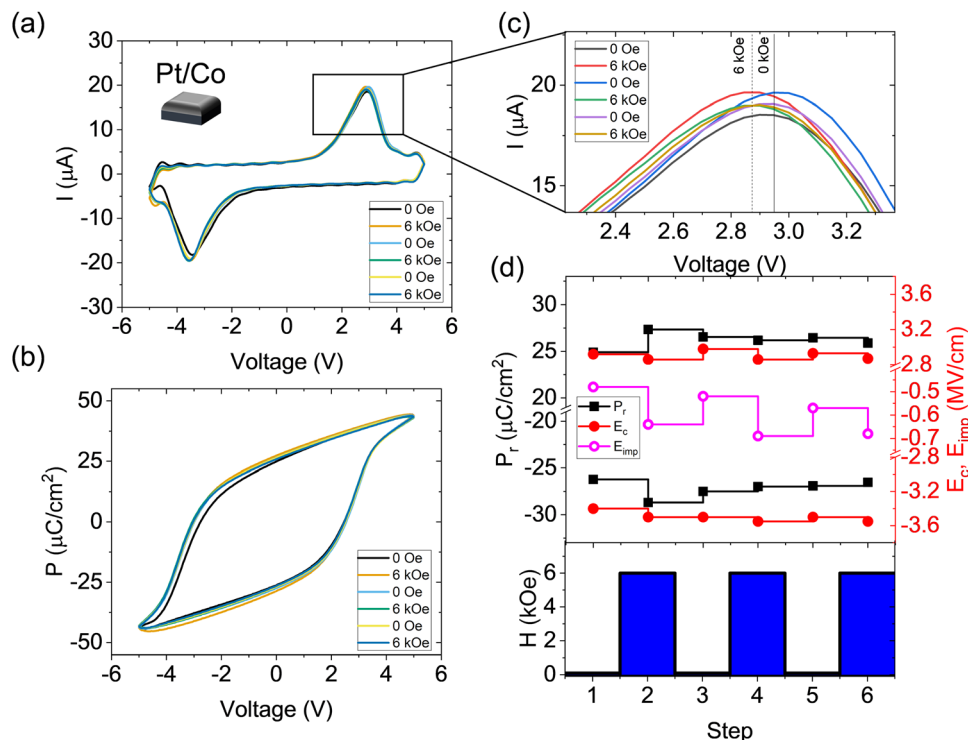 (a)
30
20
10
0
-10
-20
-30
I (µA)
Pt/Co
0 Oe
6 kOe
0 Oe
6 kOe
0 Oe
6 kOe
-6 -4 -2 0 2 4 6
Voltage (V)
(c)
20
15
I (µA)
0 Oe
6 kOe
0 Oe
6 kOe
0 Oe
6 kOe
6 kOe
0 kOe
2.4 2.6 2.8 3.0 3.2
Voltage (V)
(b)
50
25
0
-25
-50
P (µC/cm²)
0 Oe
6 kOe
0 Oe
6 kOe
0 Oe
6 kOe
-6 -4 -2 0 2 4 6
Voltage (V)
(d)
30
25
20
-20
-25
-30
Pr (µC/cm²)
Pr
Ec
Eimp
3.6
3.2
2.8
-0.5
-0.6
-0.7
-2.8
-3.2
-3.6
Ec, Eimp (MV/cm)
6
4
2
0
H (kOe)
1 2 3 4 5 6
Step